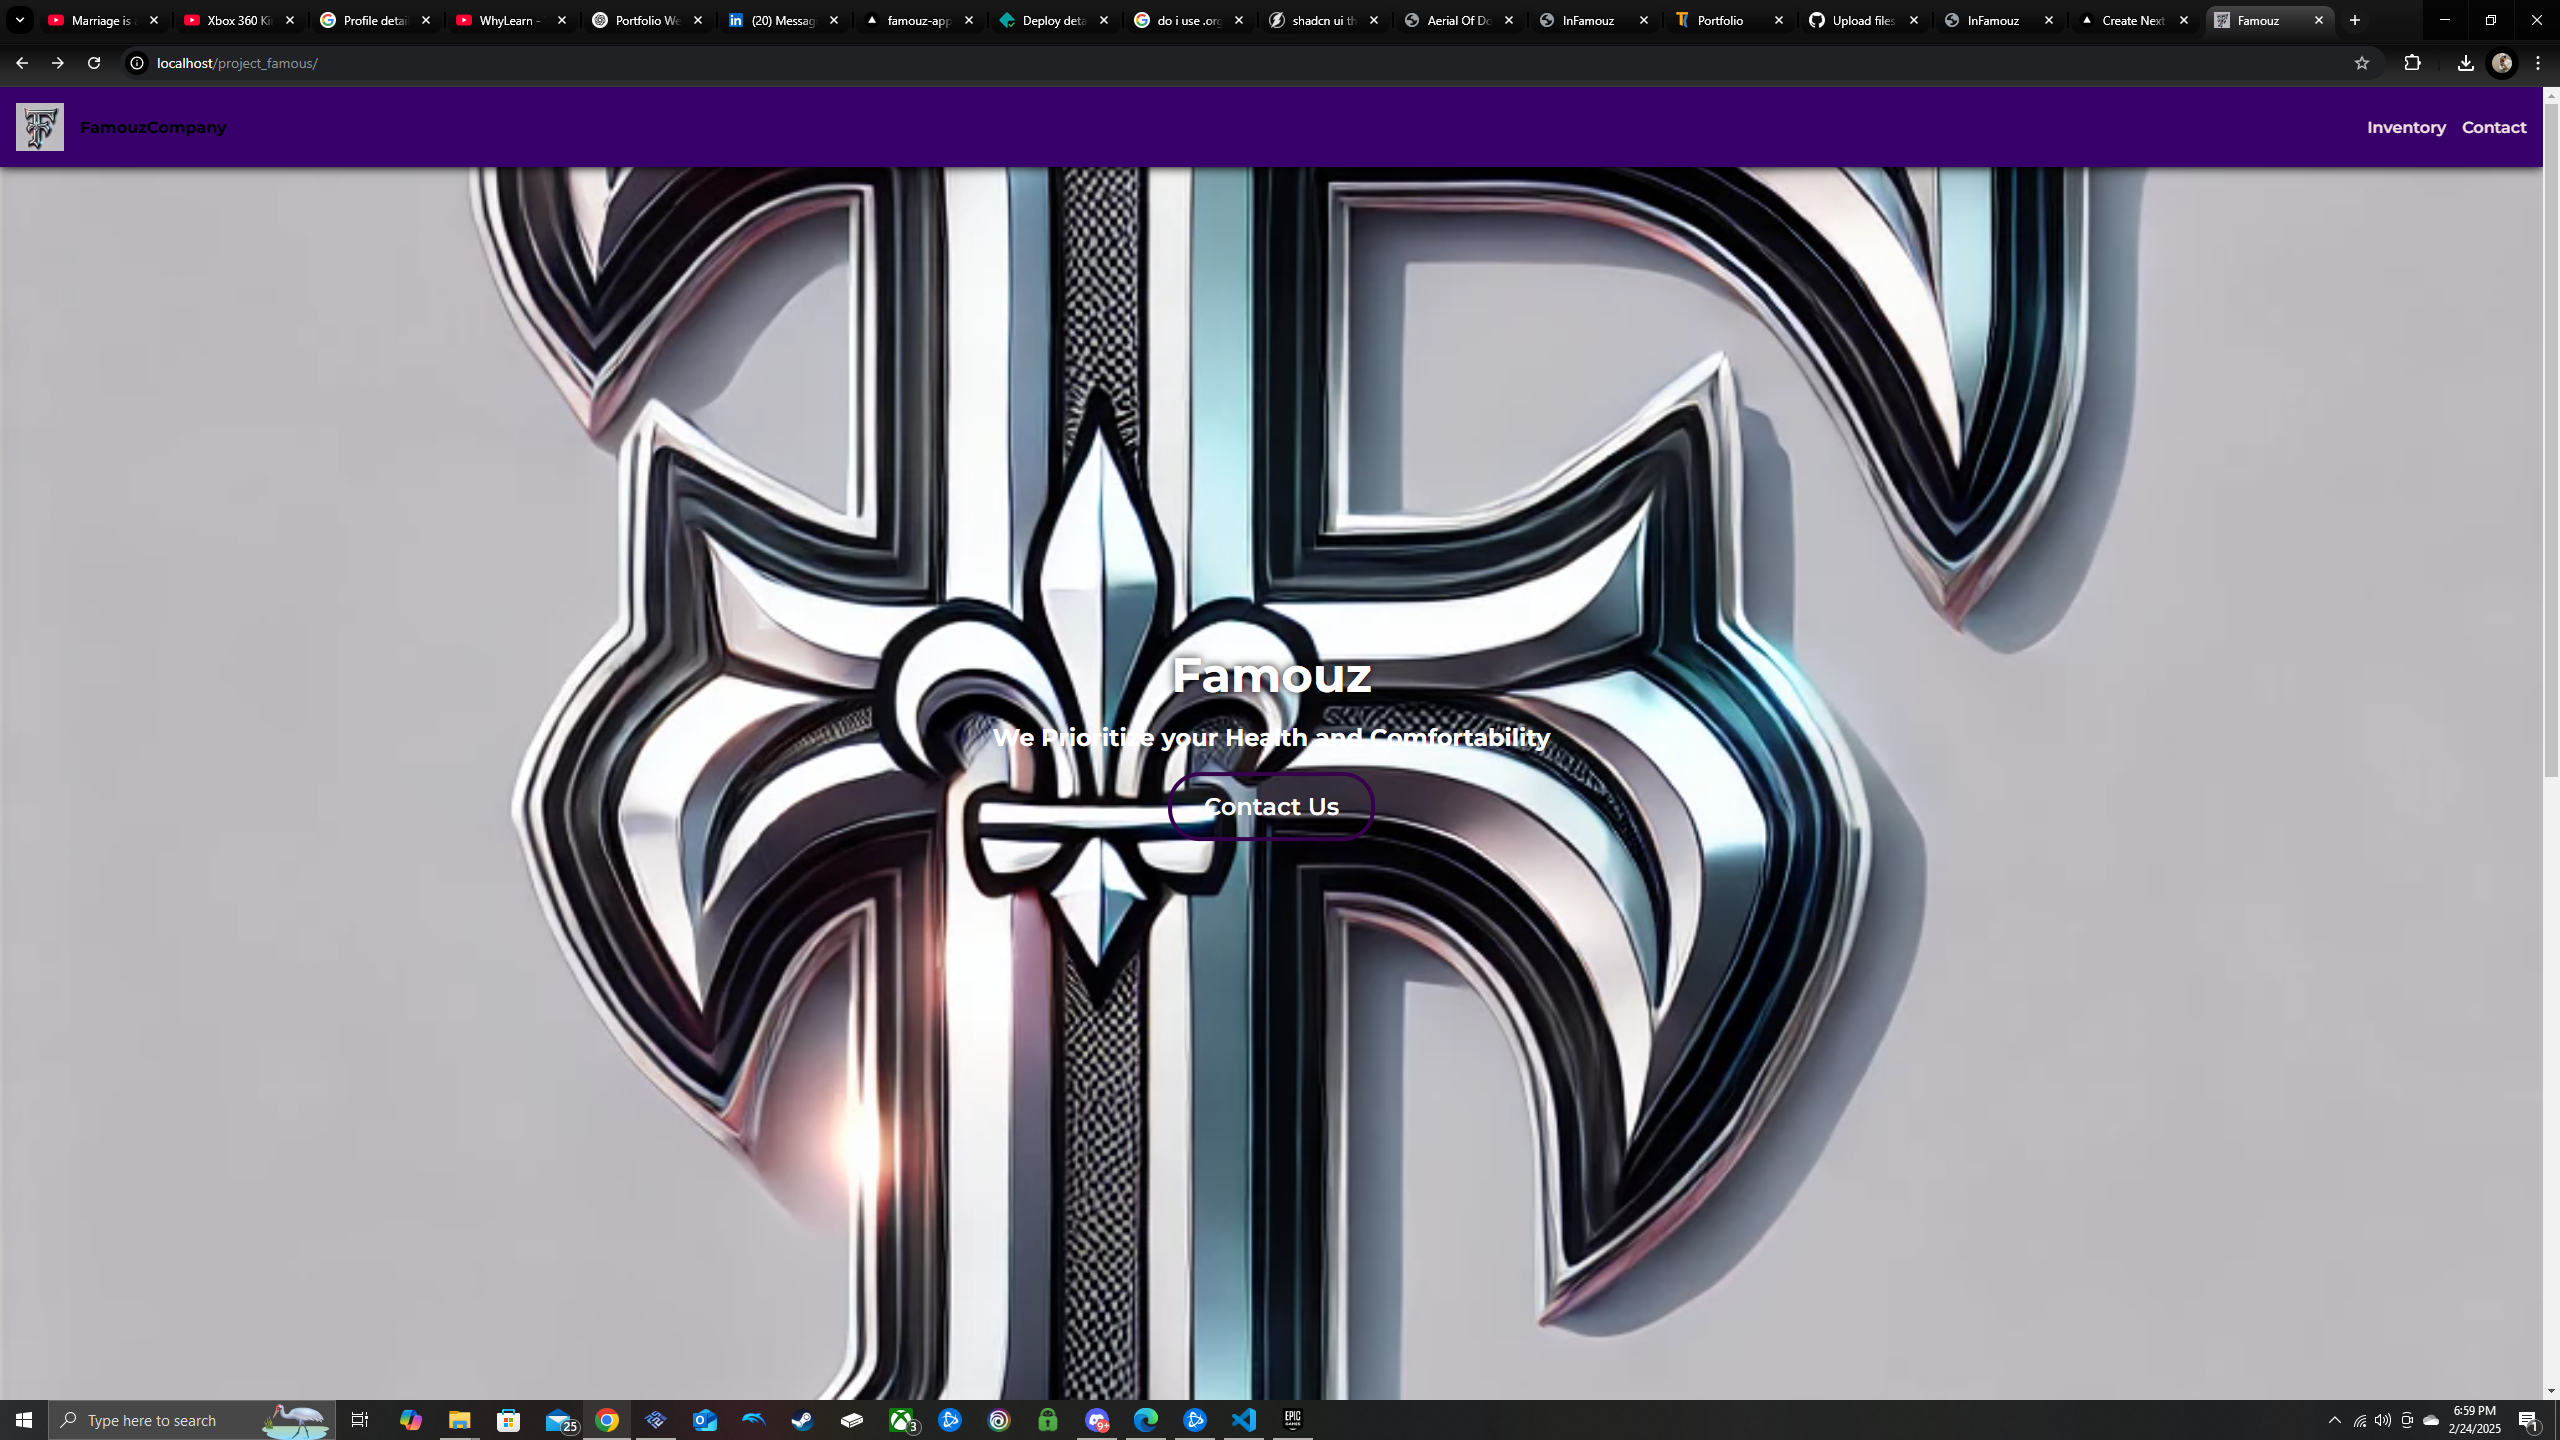 Marriage is
Xbox 360 Ki
Profile detai
WhyLearn -
Portfolio We
(20) Messag
famouz-app
Deploy deta
do i use .org
shadcn ui th
Aerial Of Do
InFamouz
Portfolio
Upload files
InFamouz
Create Next
Famouz
localhost/project_famous/
FamouzCompany
Inventory
Contact
Famouz
We Prioritize your Health and Comfortability
Contact Us
Type here to search
25
3
9+
EPIC
GAMES
6:59 PM
2/24/2025
1